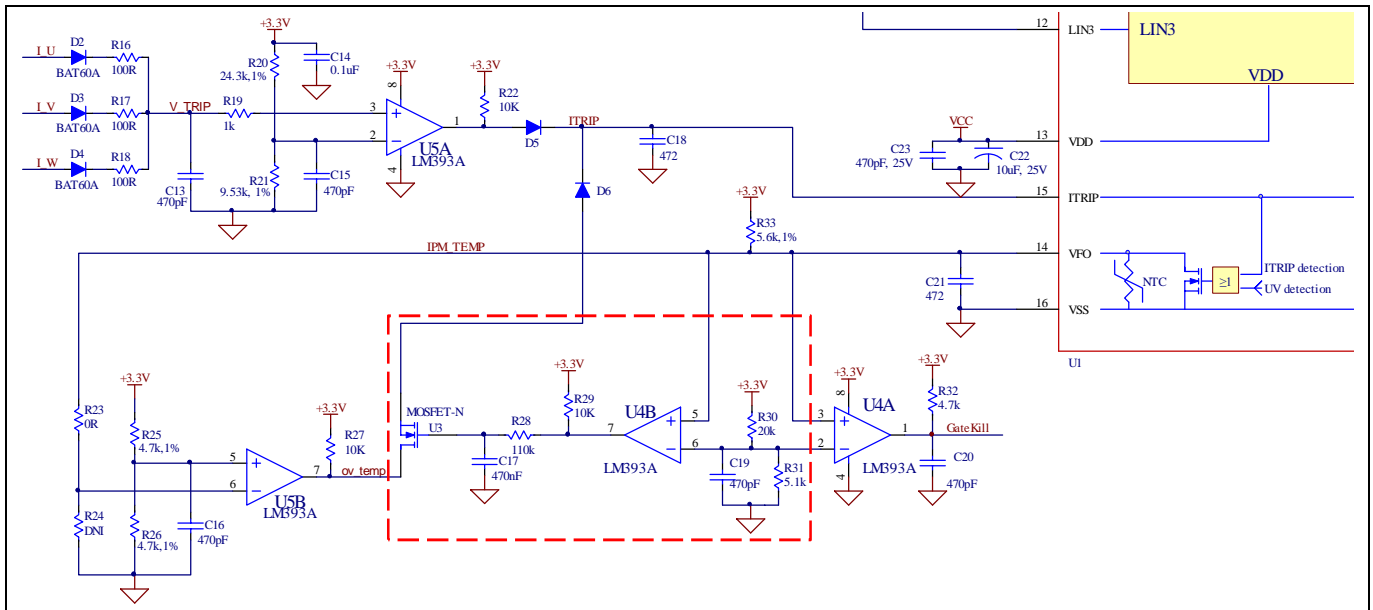 I_U
D2
BAT60A
R16
100R
I_V
D3
BAT60A
R17
100R
I_W
D4
BAT60A
R18
100R
V_TRIP
R19
1k
C13
470pF
+3.3V
R20
24.3k,1%
C14
0.1uF
R21
9.53k, 1%
C15
470pF
+3.3V
8
3
2
1
4
U5A
LM393A
+3.3V
R22
10K
D5
ITRIP
C18
472
D6
12
LIN3
LIN3
VDD
VCC
C23
470pF, 25V
C22
10uF, 25V
13
VDD
15
ITRIP
+3.3V
R33
5.6k,1%
IPM_TEMP
14
VFO
C21
472
16
VSS
NTC
≥1
ITRIP detection
UV detection
U1
R23
0R
R24
DNI
+3.3V
R25
4.7k,1%
R26
4.7k,1%
C16
470pF
5
6
7
U5B
LM393A
+3.3V
R27
10K
ov_temp
MOSFET-N
U3
C17
470nF
R28
110k
+3.3V
R29
10K
U4B
7
5
6
LM393A
+3.3V
R30
20k
C19
470pF
R31
5.1k
+3.3V
8
3
2
1
4
U4A
LM393A
+3.3V
R32
4.7k
GateKill
C20
470pF